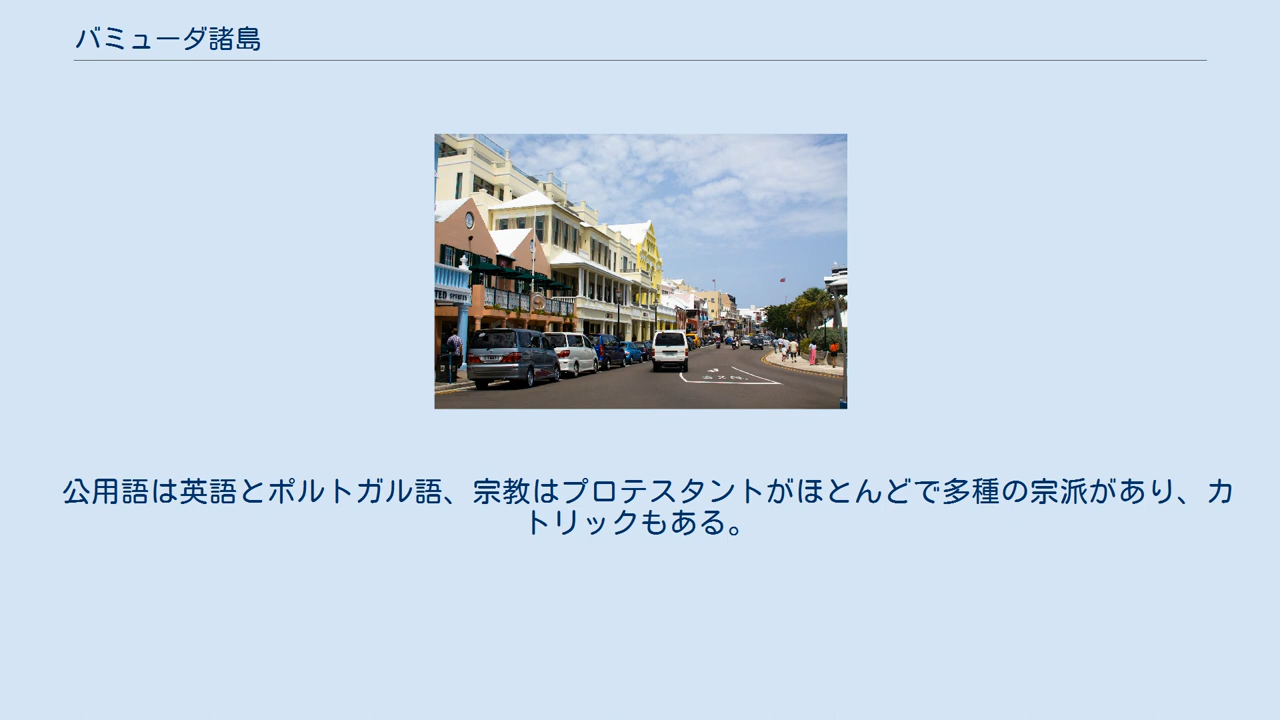 バミューダ諸島
公用語は英語とポルトガル語、宗教はプロテスタントがほとんどで多種の宗派があり、カ
トリックもある。